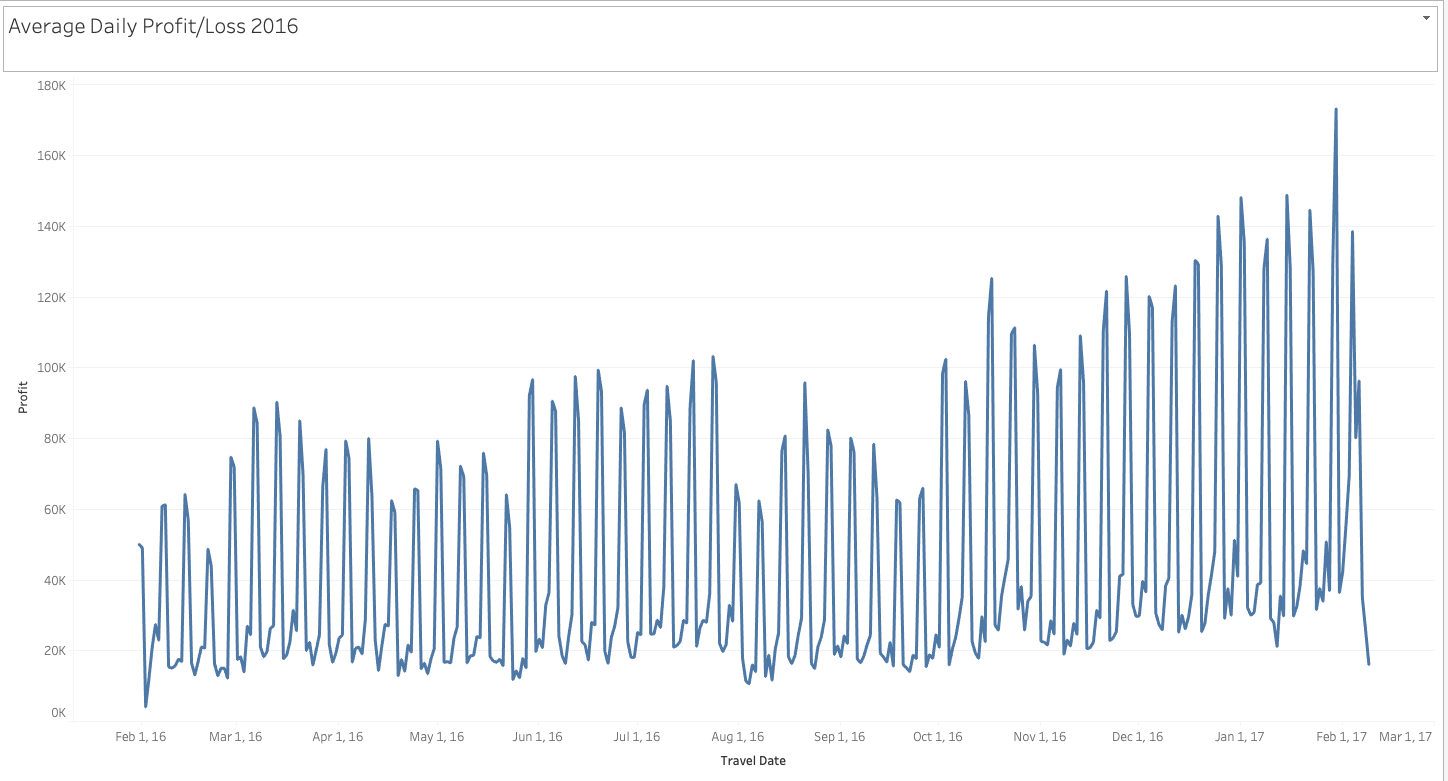 Average Daily Profit/Loss 2016
180K
160K
140K
120K
100K
80K
60K
40K
20K
0K
Profit
Feb 1, 16 Mar 1, 16 Apr 1, 16 May 1, 16 Jun 1, 16 Jul 1, 16 Aug 1, 16 Sep 1, 16 Oct 1, 16 Nov 1, 16 Dec 1, 16 Jan 1, 17 Feb 1, 17 Mar 1, 17
Travel Date